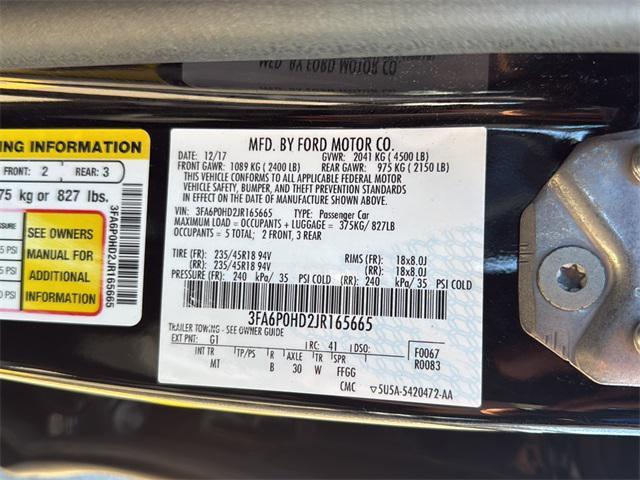 MED. BY FORD MOTOR CO.
ING INFORMATION
FRONT: 2 REAR: 3
75 kg or 827 lbs.
SEE OWNERS
MANUAL FOR
ADDITIONAL
INFORMATION
3FA6P0HD2JR165665
MFD. BY FORD MOTOR CO.
DATE: 12/17 GVWR: 2041 KG ( 4500 LB)
FRONT GAWR: 1089 KG ( 2400 LB) REAR GAWR: 975 KG ( 2150 LB)
THIS VEHICLE CONFORMS TO ALL APPLICABLE FEDERAL MOTOR
VEHICLE SAFETY, BUMPER, AND THEFT PREVENTION STANDARDS
IN EFFECT ON THE DATE OF MANUFACTURE SHOWN ABOVE.
VIN: 3FA6P0HD2JR165665 TYPE: Passenger Car
MAXIMUM LOAD = OCCUPANTS + LUGGAGE = 375KG/827LB
OCCUPANTS = 5 TOTAL; 2 FRONT, 3 REAR
TIRE (FR): 235/45R18 94V RIMS (FR): 18x8.0J
(RR): 235/45R18 94V (RR): 18x8.0J
PRESSURE (FR): 240 kPa/ 35 PSI COLD (RR): 240 kPa/ 35 PSI COLD
3FA6P0HD2JR165665
TRAILER TOWING - SEE OWNER GUIDE
EXT PNT: G1 RC: 41 DSO: F0067
INT TR TP/PS R AXLE TR SPR R0083
MT B 30 W FFGG
CMC 5U5A-5420472-AA